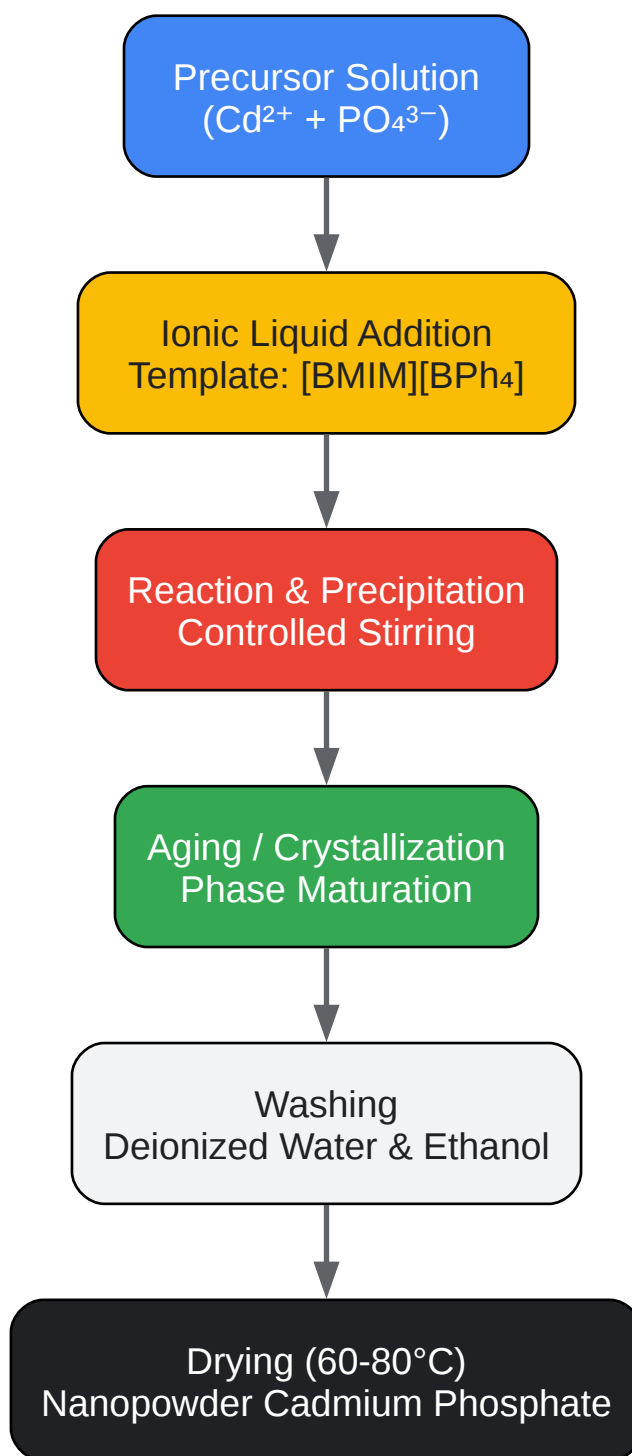 Precursor Solution
(Cd²⁺ + PO₄³⁻)
Ionic Liquid Addition
Template: [BMIM][BPh₄]
Reaction & Precipitation
Controlled Stirring
Aging / Crystallization
Phase Maturation
Washing
Deionized Water & Ethanol
Drying (60-80°C)
Nanopowder Cadmium Phosphate